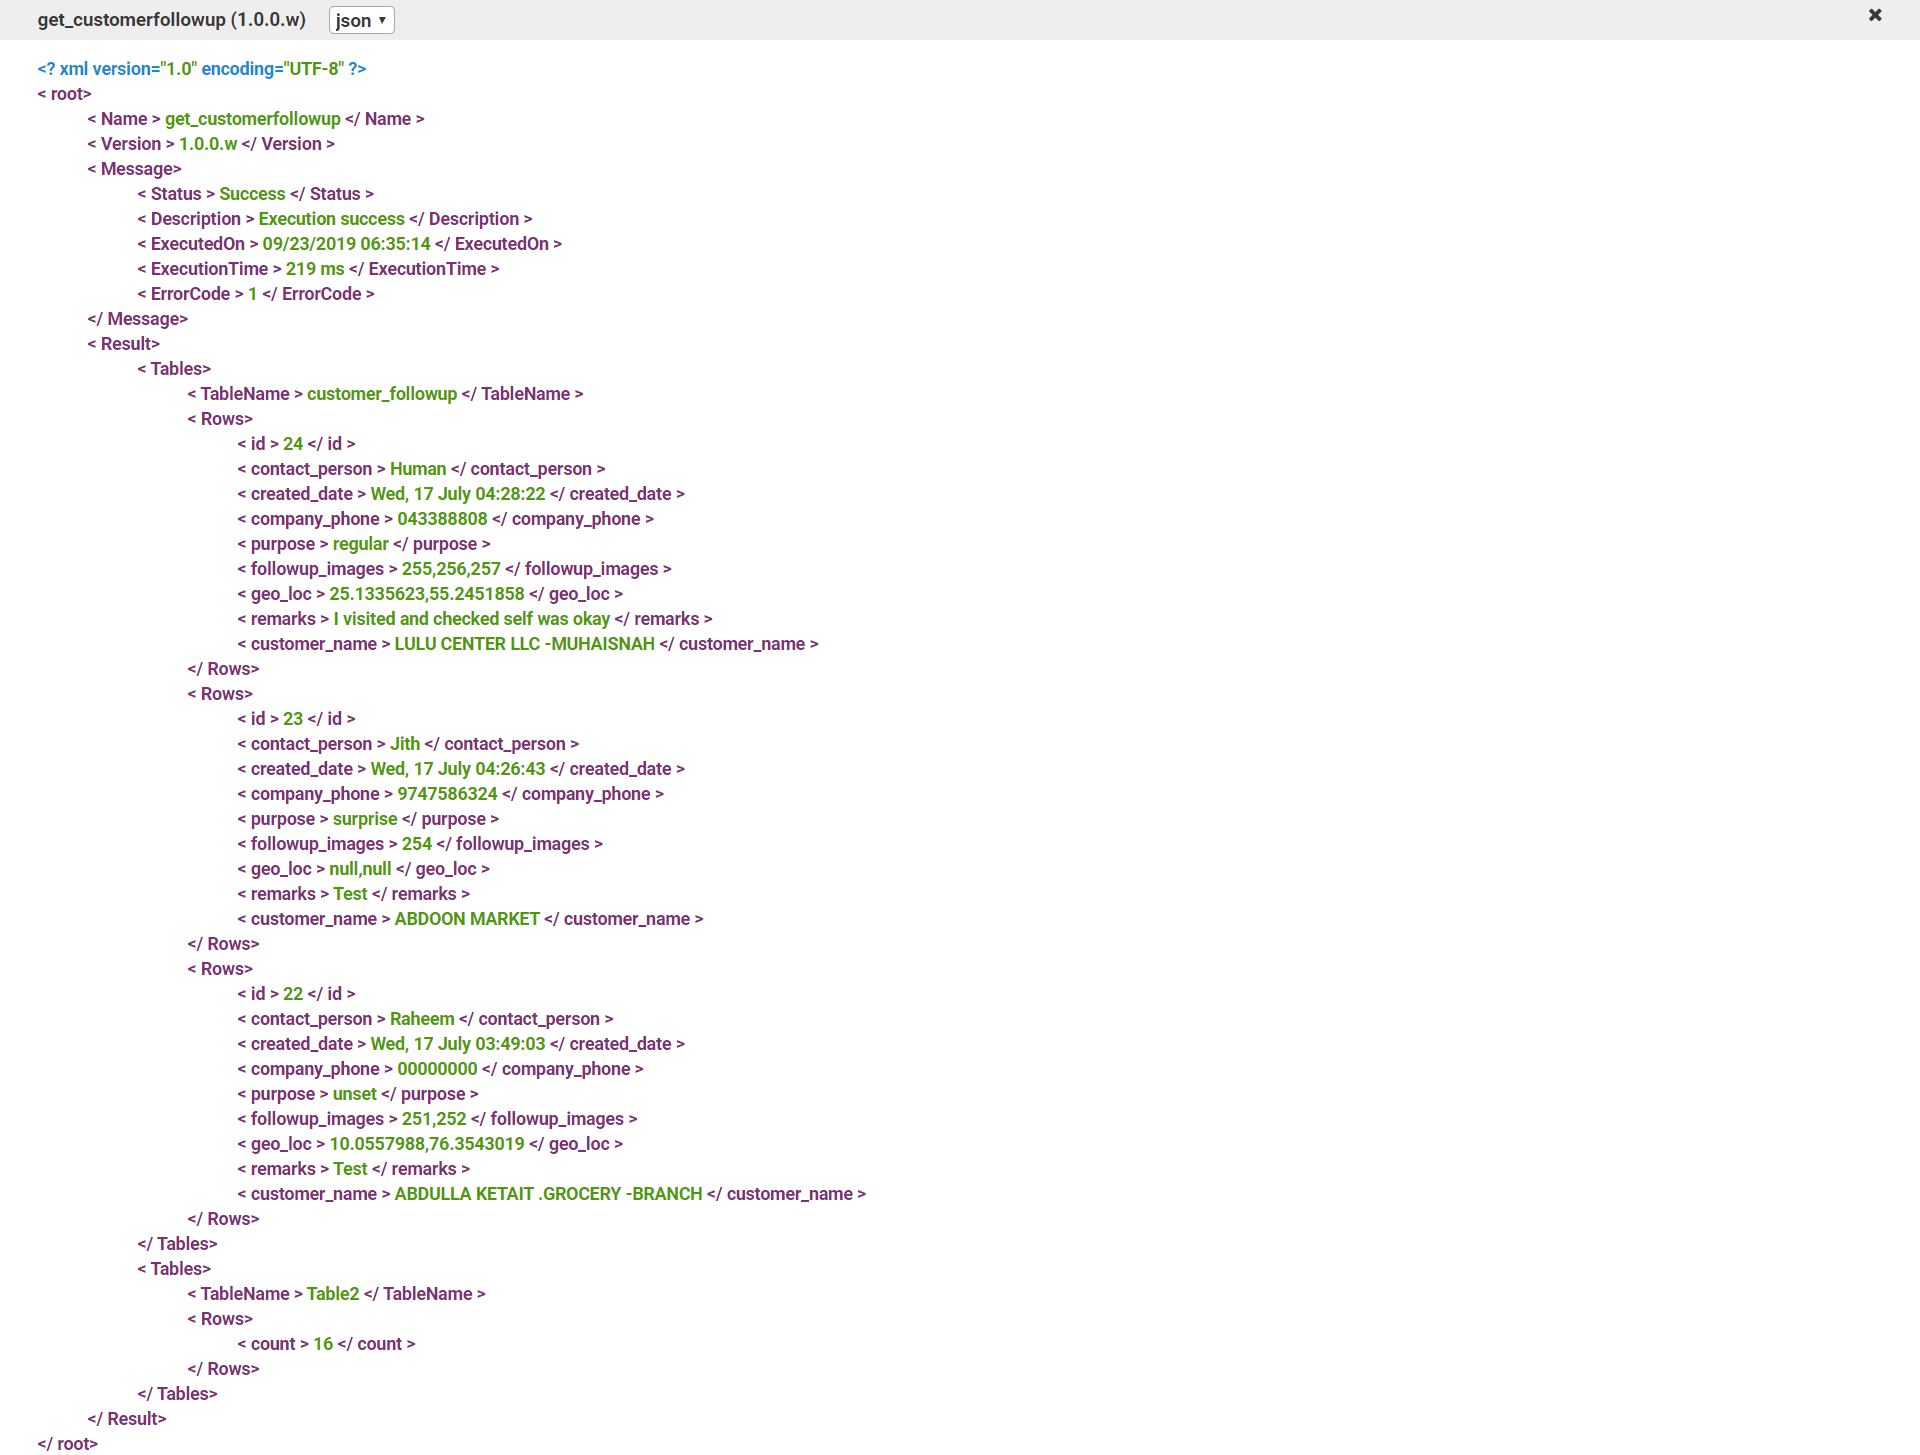 get_customerfollowup (1.0.0.w) json ▾ ✖
<? xml version="1.0" encoding="UTF-8" ?>
< root>
< Name > get_customerfollowup </ Name >
< Version > 1.0.0.w </ Version >
< Message>
< Status > Success </ Status >
< Description > Execution success </ Description >
< ExecutedOn > 09/23/2019 06:35:14 </ ExecutedOn >
< ExecutionTime > 219 ms </ ExecutionTime >
< ErrorCode > 1 </ ErrorCode >
</ Message>
< Result>
< Tables>
< TableName > customer_followup </ TableName >
< Rows>
< id > 24 </ id >
< contact_person > Human </ contact_person >
< created_date > Wed, 17 July 04:28:22 </ created_date >
< company_phone > 043388808 </ company_phone >
< purpose > regular </ purpose >
< followup_images > 255,256,257 </ followup_images >
< geo_loc > 25.1335623,55.2451858 </ geo_loc >
< remarks > I visited and checked self was okay </ remarks >
< customer_name > LULU CENTER LLC -MUHAISNAH </ customer_name >
</ Rows>
< Rows>
< id > 23 </ id >
< contact_person > Jith </ contact_person >
< created_date > Wed, 17 July 04:26:43 </ created_date >
< company_phone > 9747586324 </ company_phone >
< purpose > surprise </ purpose >
< followup_images > 254 </ followup_images >
< geo_loc > null,null </ geo_loc >
< remarks > Test </ remarks >
< customer_name > ABDOON MARKET </ customer_name >
</ Rows>
< Rows>
< id > 22 </ id >
< contact_person > Raheem </ contact_person >
< created_date > Wed, 17 July 03:49:03 </ created_date >
< company_phone > 00000000 </ company_phone >
< purpose > unset </ purpose >
< followup_images > 251,252 </ followup_images >
< geo_loc > 10.0557988,76.3543019 </ geo_loc >
< remarks > Test </ remarks >
< customer_name > ABDULLA KETAIT .GROCERY -BRANCH </ customer_name >
</ Rows>
</ Tables>
< Tables>
< TableName > Table2 </ TableName >
< Rows>
< count > 16 </ count >
</ Rows>
</ Tables>
</ Result>
</ root>